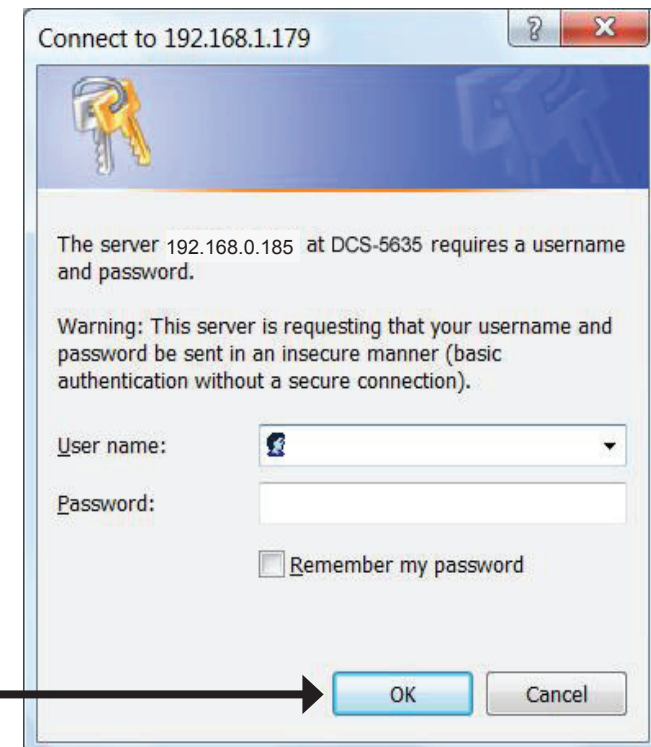 Connect to 192.168.1.179
The server 192.168.0.185 at DCS-5635 requires a username
and password.
Warning: This server is requesting that your username and
password be sent in an insecure manner (basic
authentication without a secure connection).
User name:
Password:
Remember my password
OK Cancel